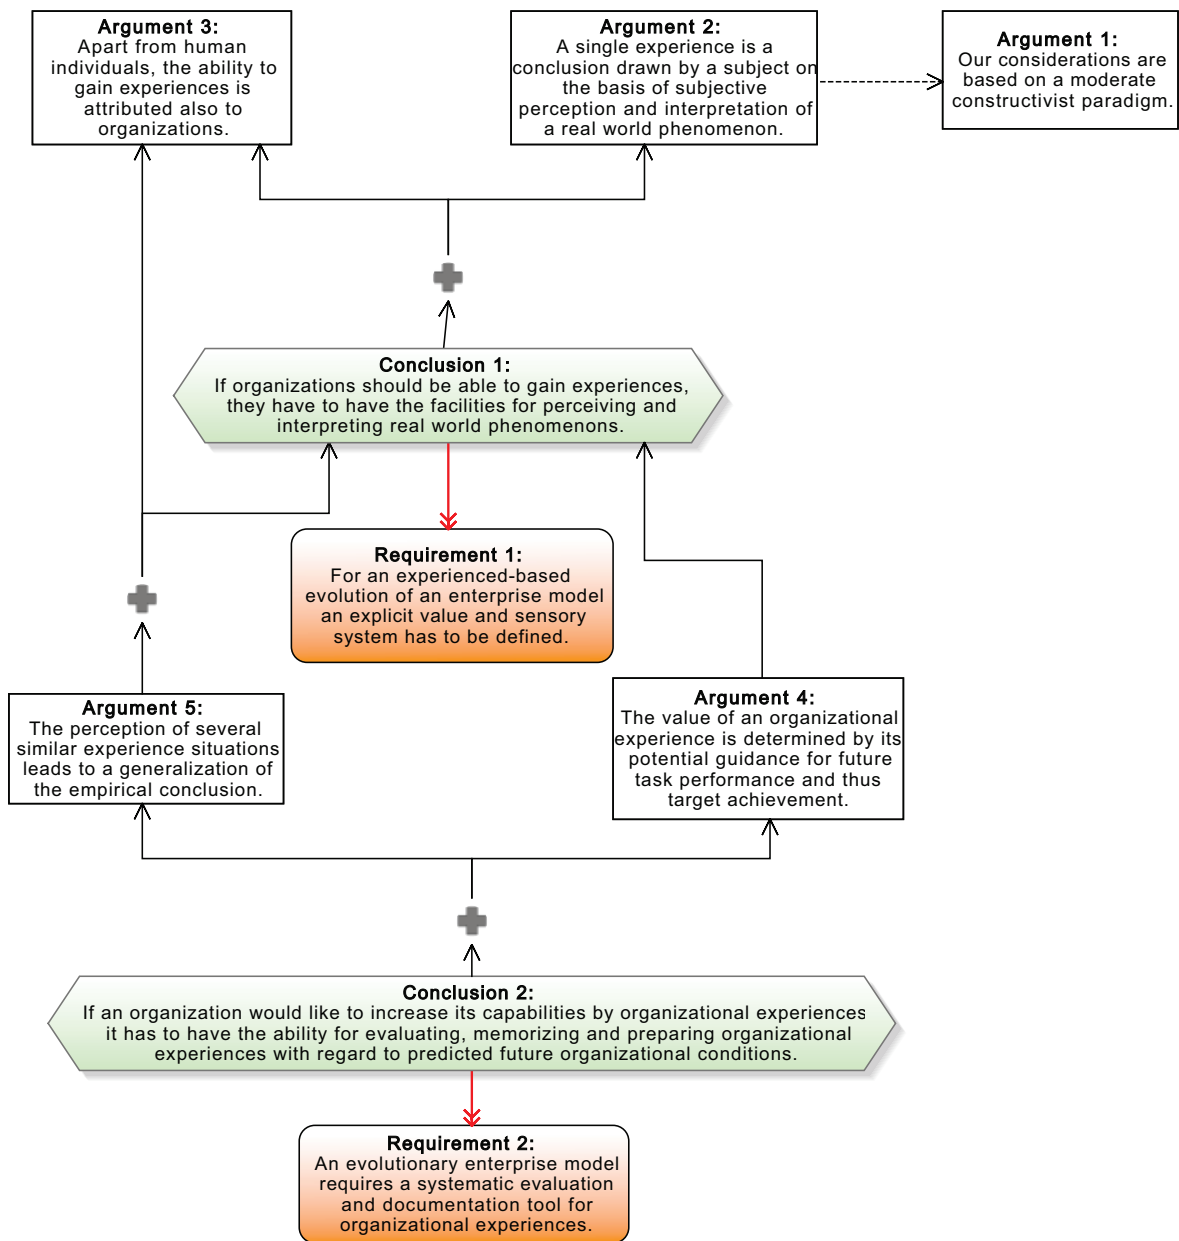 Argument 3:
Apart from human
individuals, the ability to
gain experiences is
attributed also to
organizations.
Argument 2:
A single experience is a
conclusion drawn by a subject on
the basis of subjective
perception and interpretation of
a real world phenomenon.
Argument 1:
Our considerations are
based on a moderate
constructivist paradigm.
Conclusion 1:
If organizations should be able to gain experiences,
they have to have the facilities for perceiving and
interpreting real world phenomenons.
Requirement 1:
For an experienced-based
evolution of an enterprise model
an explicit value and sensory
system has to be defined.
Argument 5:
The perception of several
similar experience situations
leads to a generalization of
the empirical conclusion.
Argument 4:
The value of an organizational
experience is determined by its
potential guidance for future
task performance and thus
target achievement.
Conclusion 2:
If an organization would like to increase its capabilities by organizational experiences
it has to have the ability for evaluating, memorizing and preparing organizational
experiences with regard to predicted future organizational conditions.
Requirement 2:
An evolutionary enterprise model
requires a systematic evaluation
and documentation tool for
organizational experiences.